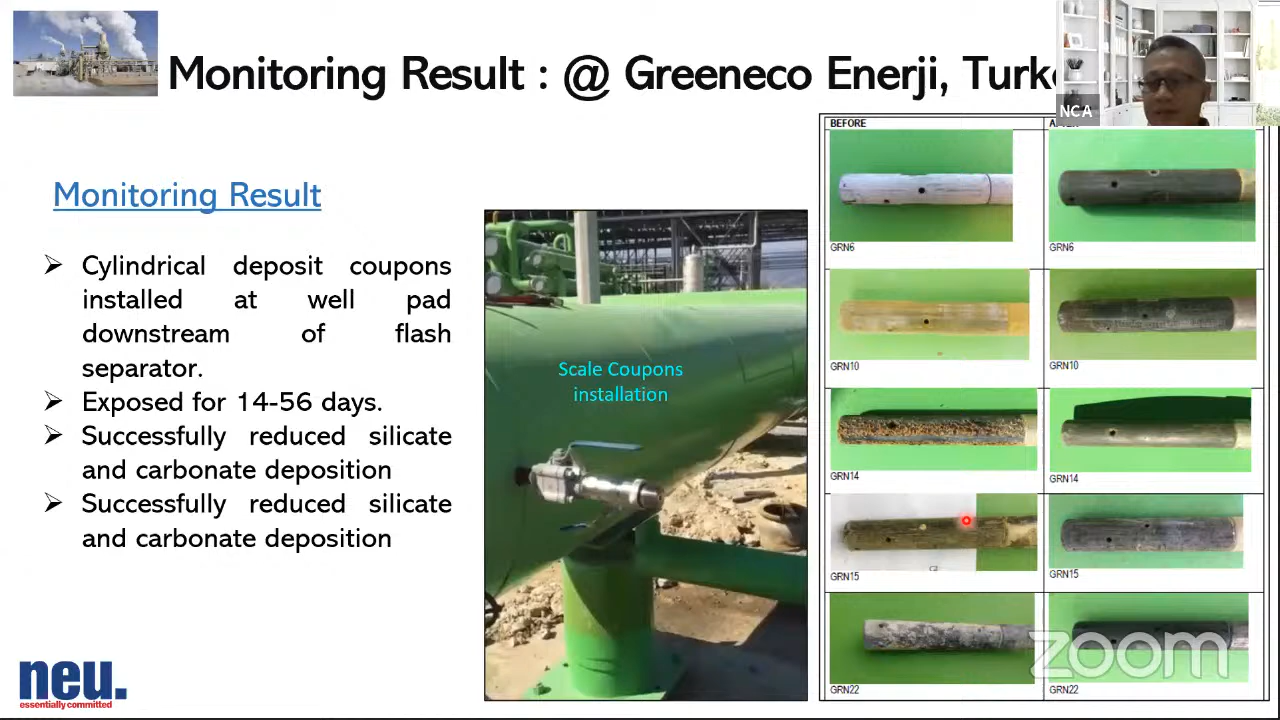 Monitoring Result : @ Greeneco Enerji, Turke
NCA
Monitoring Result
➢ Cylindrical deposit coupons
installed at well pad
downstream of flash
separator.
➢ Exposed for 14-56 days.
➢ Successfully reduced silicate
and carbonate deposition
➢ Successfully reduced silicate
and carbonate deposition
Scale Coupons
installation
BEFORE
GRN6
GRN6
GRN10
GRN10
GRN14
GRN14
GRN15
GRN15
GRN22
GRN22
zoom
neu.
essentially committed